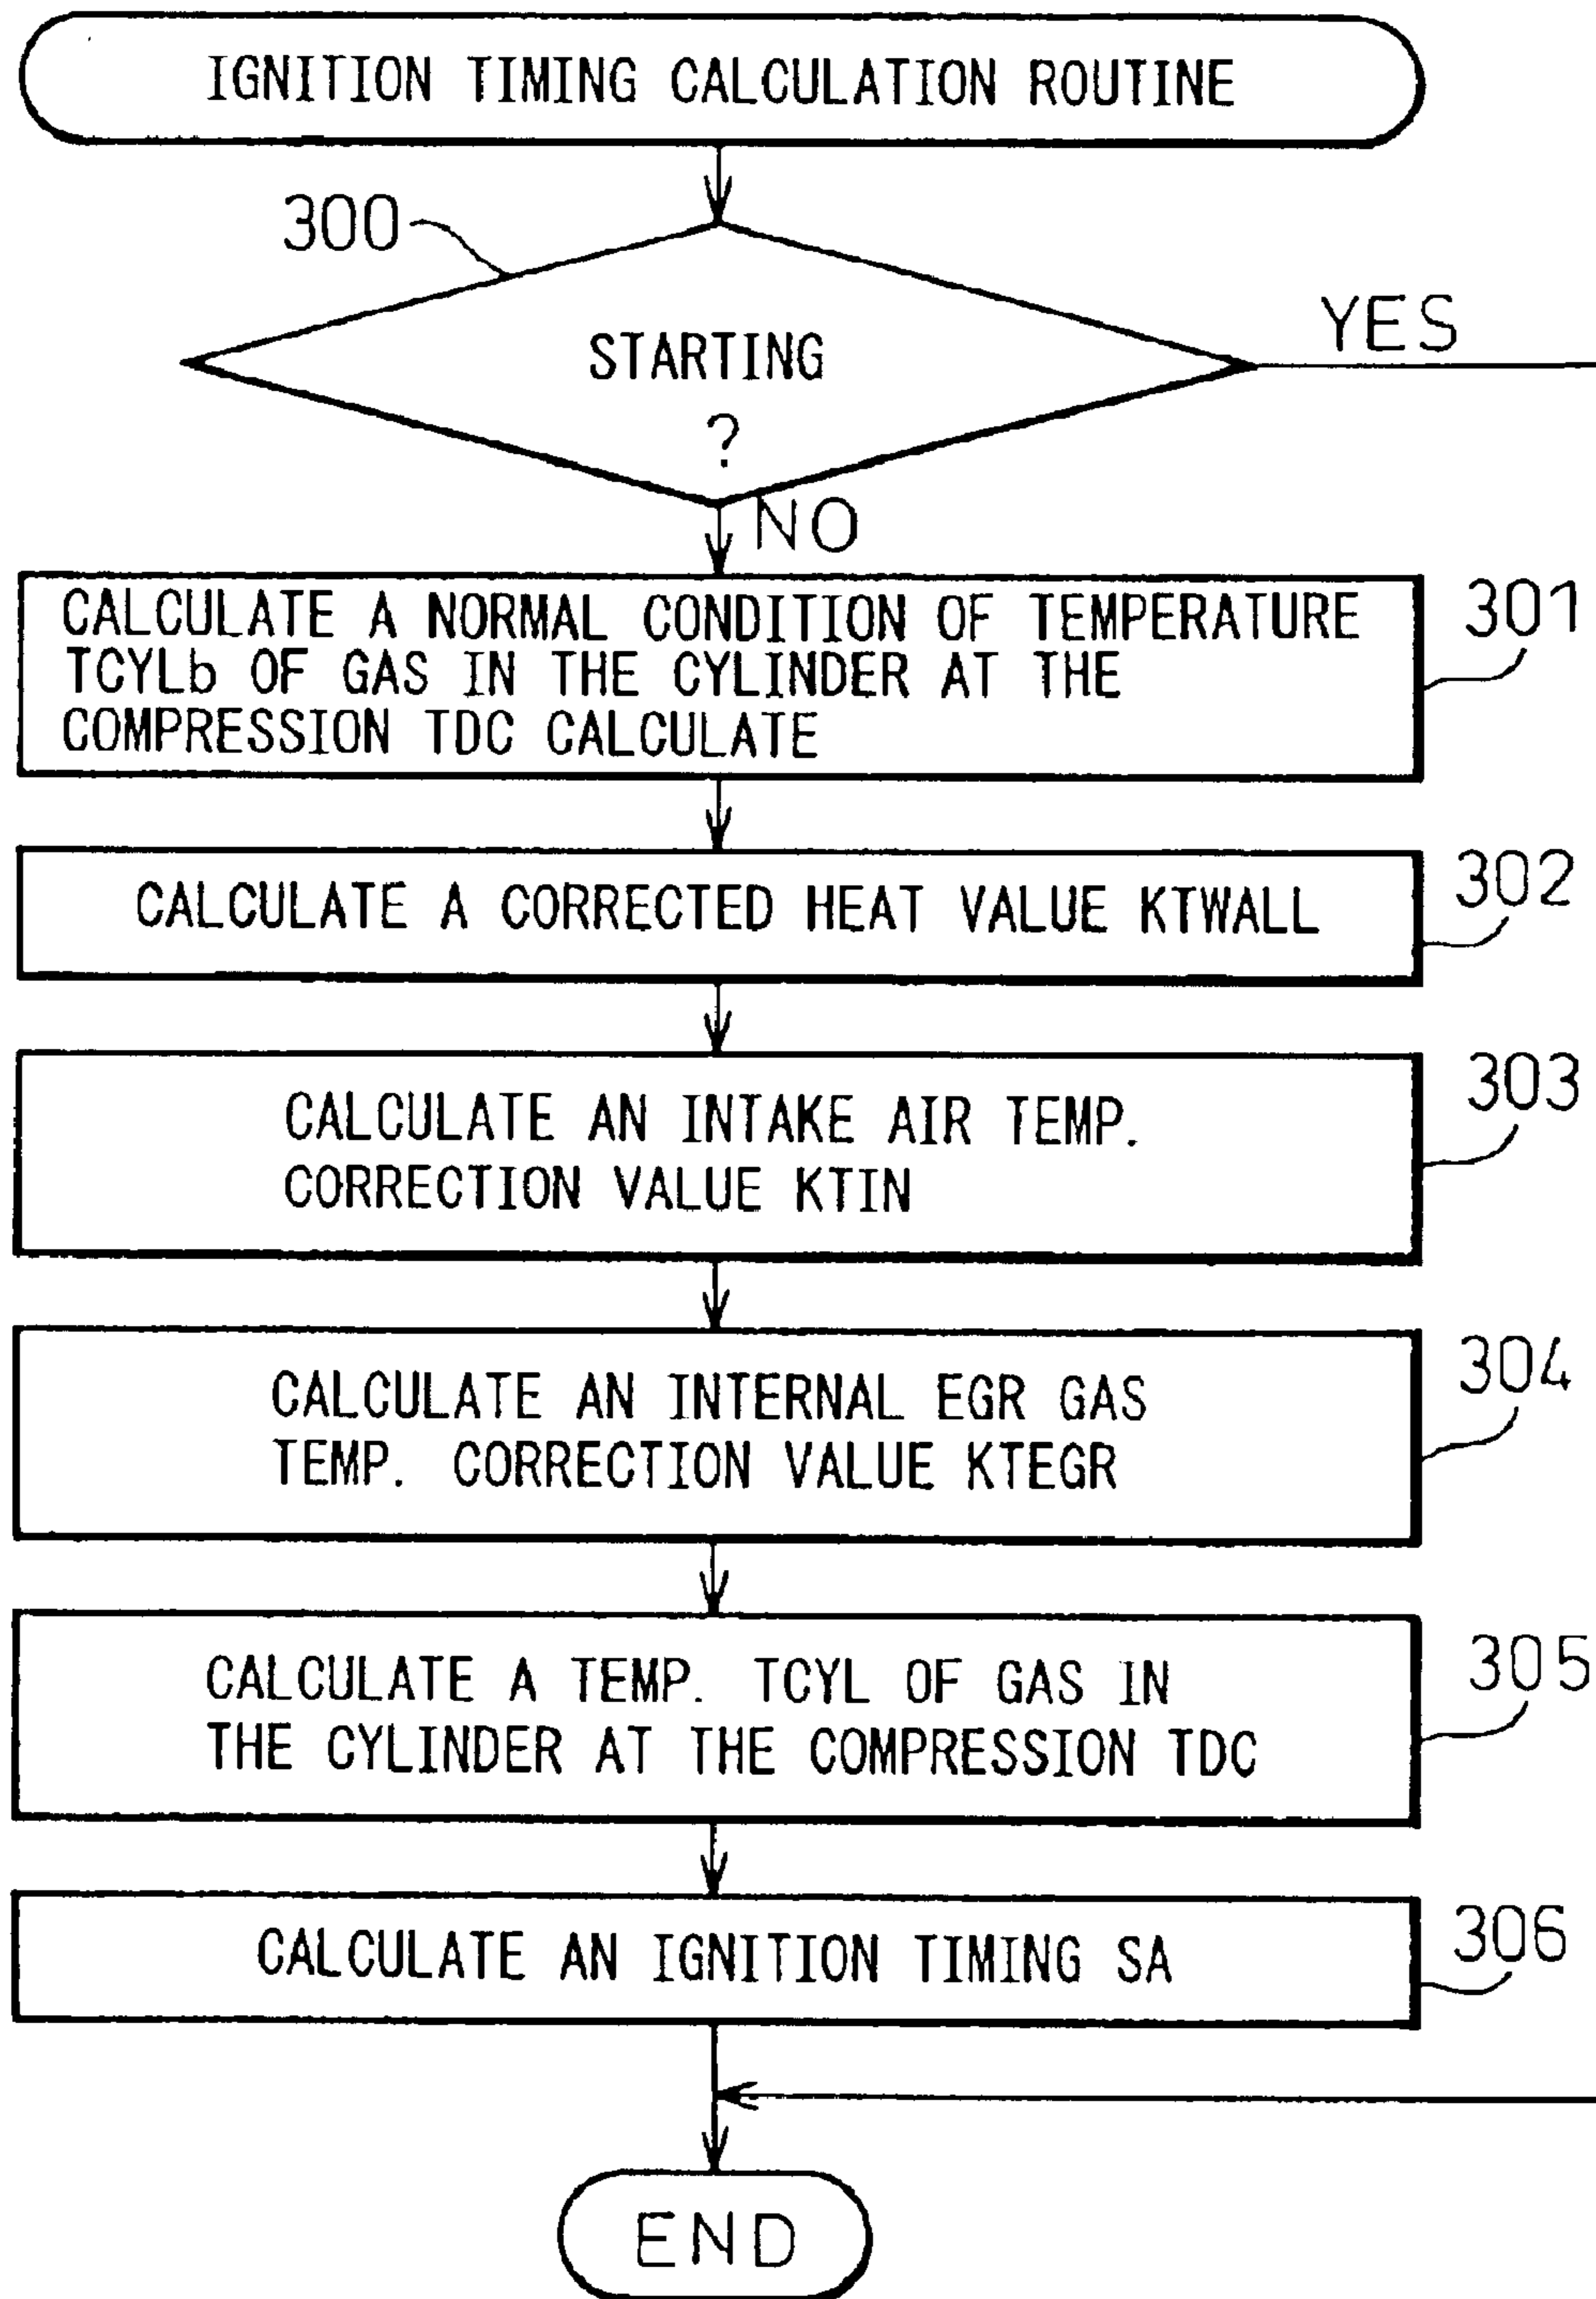 IGNITION TIMING CALCULATION ROUTINE
300
STARTING
?
YES
NO
CALCULATE A NORMAL CONDITION OF TEMPERATURE
TCYLb OF GAS IN THE CYLINDER AT THE
COMPRESSION TDC CALCULATE
301
CALCULATE A CORRECTED HEAT VALUE KTWALL
302
CALCULATE AN INTAKE AIR TEMP.
CORRECTION VALUE KTIN
303
CALCULATE AN INTERNAL EGR GAS
TEMP. CORRECTION VALUE KTEGR
304
CALCULATE A TEMP. TCYL OF GAS IN
THE CYLINDER AT THE COMPRESSION TDC
305
CALCULATE AN IGNITION TIMING SA
306
END